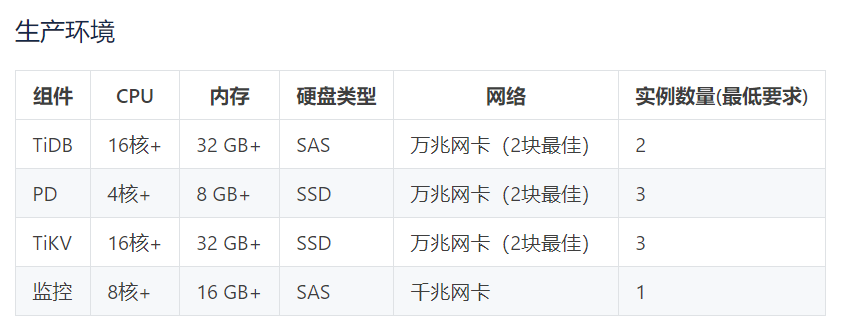 生产环境
组件 CPU 内存 硬盘类型 网络 实例数量(最低要求)
TiDB 16核+ 32 GB+ SAS 万兆网卡（2块最佳） 2
PD 4核+ 8 GB+ SSD 万兆网卡（2块最佳） 3
TiKV 16核+ 32 GB+ SSD 万兆网卡（2块最佳） 3
监控 8核+ 16 GB+ SAS 千兆网卡 1